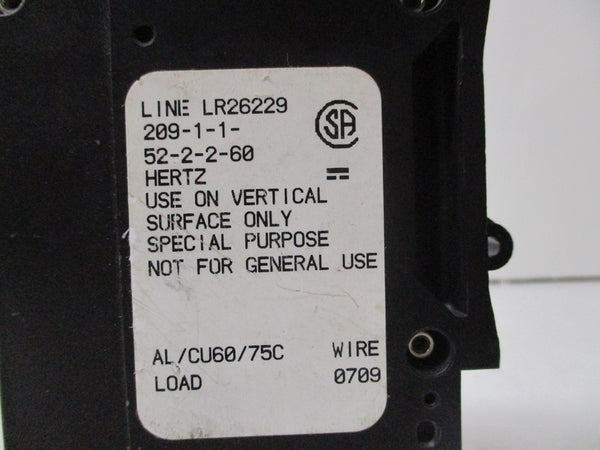 LINE LR26229
209-1-1-
52-2-2-60
HERTZ
USE ON VERTICAL
SURFACE ONLY
SPECIAL PURPOSE
NOT FOR GENERAL USE
AL/CU60/75C WIRE
LOAD 0709
SA